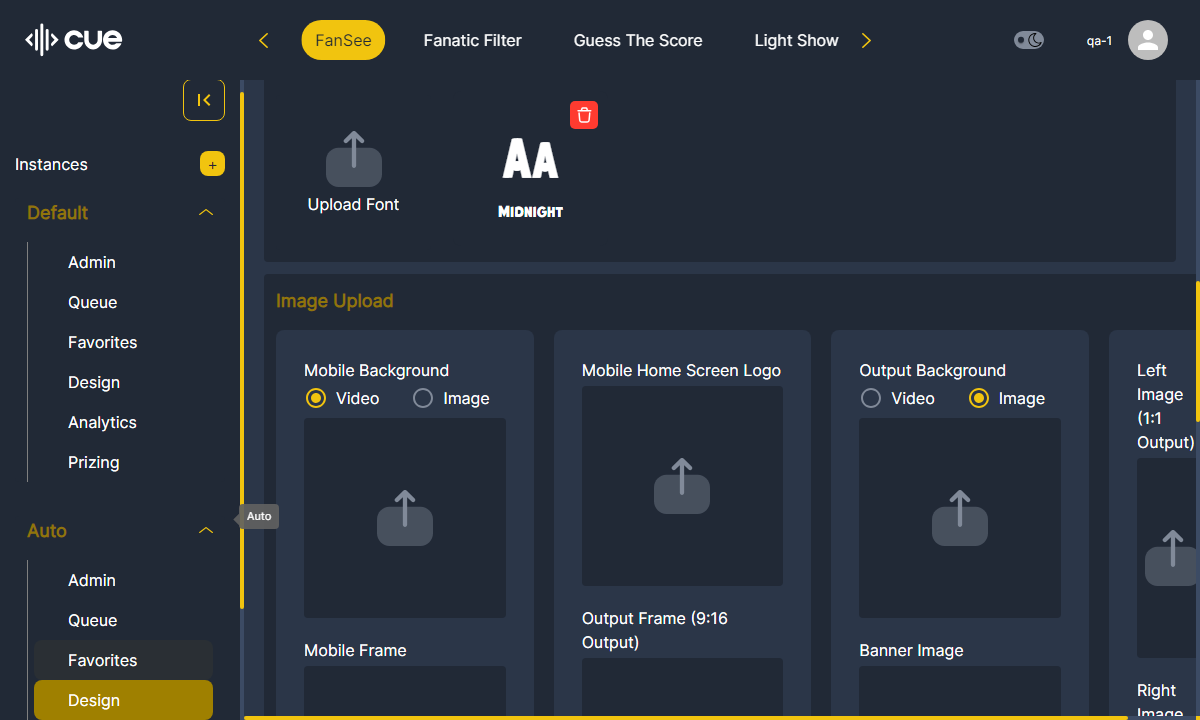 cue
FanSee
Fanatic Filter
Guess The Score
Light Show
qa-1
Instances
+
Default
Admin
Queue
Favorites
Design
Analytics
Prizing
Auto
Auto
Admin
Queue
Favorites
Design
Upload Font
AA
MIDNIGHT
Image Upload
Mobile Background
Video
Image
Mobile Frame
Mobile Home Screen Logo
Output Frame (9:16
Output)
Output Background
Video
Image
Banner Image
Left
Image
(1:1
Output)
Right
Image